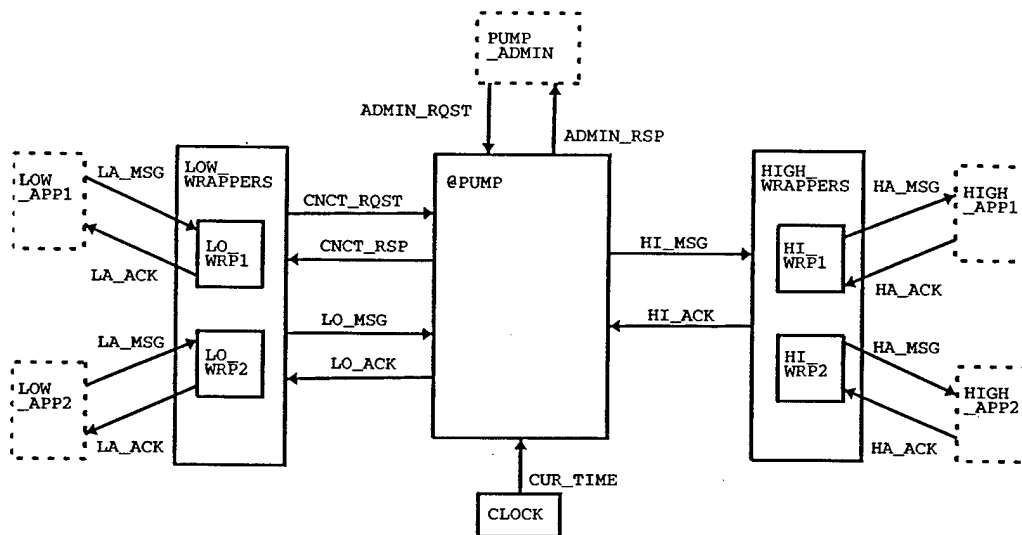 PUMP
_ADMIN
ADMIN_RQST
ADMIN_RSP
LOW
_APP1
LA_MSG
LA_ACK
LOW_
WRAPPERS
LO_
WRP1
CNCT_RQST
CNCT_RSP
@PUMP
HI_MSG
HIGH_
WRAPPERS
HI_
WRP1
HA_MSG
HA_ACK
HIGH
_APP1
LOW
_APP2
LA_MSG
LA_ACK
LO_
WRP2
LO_MSG
LO_ACK
HI_ACK
HI_
WRP2
HA_MSG
HA_ACK
HIGH
_APP2
CUR_TIME
CLOCK